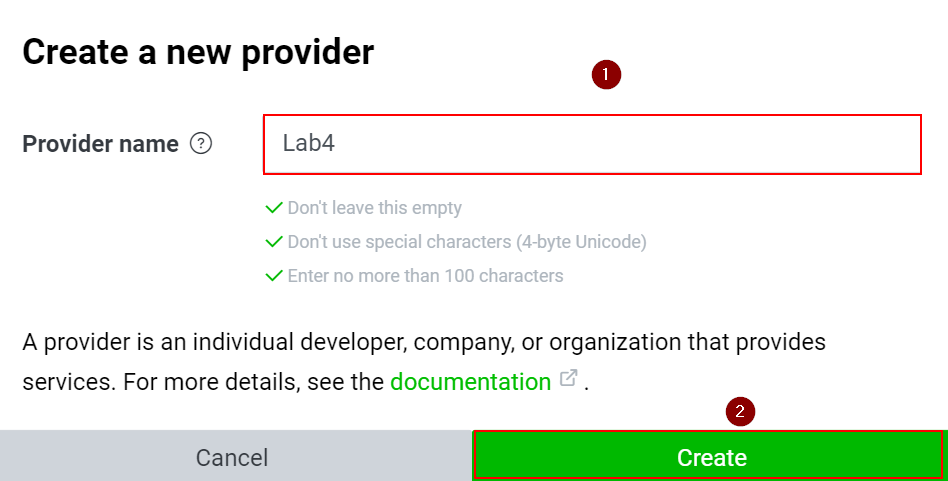 Create a new provider
1
Provider name ?
Lab4
Don't leave this empty
Don't use special characters (4-byte Unicode)
Enter no more than 100 characters
A provider is an individual developer, company, or organization that provides
services. For more details, see the documentation .
2
Cancel
Create